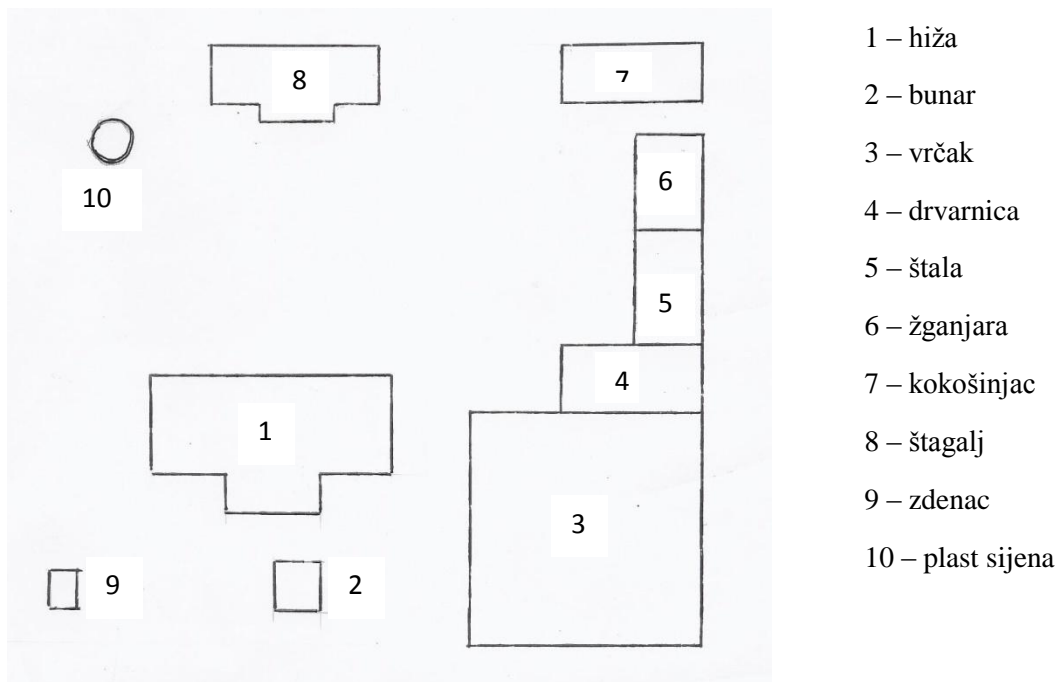 8
7
10
6
5
4
1
3
9
2
1 – hiža
2 – bunar
3 – vrčak
4 – drvarnica
5 – štala
6 – žganjara
7 – kokošinjac
8 – štagalj
9 – zdenac
10 – plast sijena